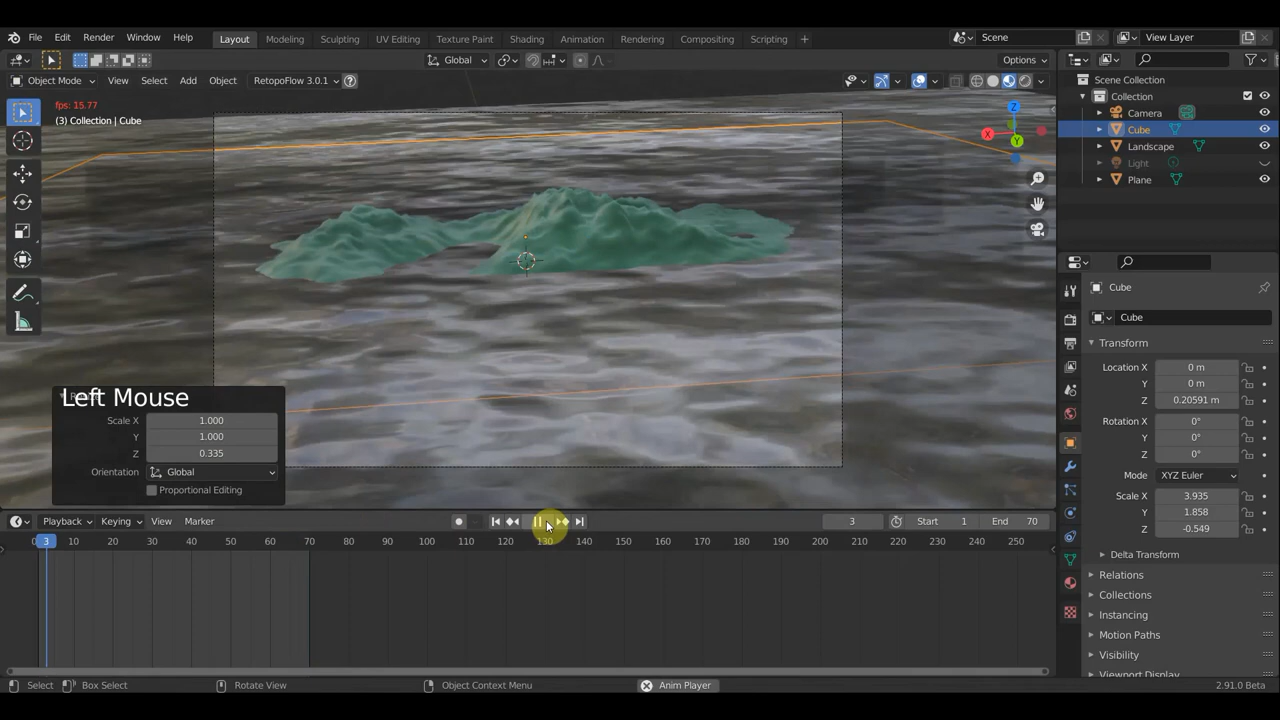 File Edit Render Window Help Layout Modeling Sculpting UV Editing Texture Paint Shading Animation Rendering Compositing Scripting + Scene View Layer
Global Options
Object Mode View Select Add Object RetopoFlow 3.0.1
Scene Collection
Collection
Camera
Cube
Landscape
Light
Plane
fps: 15.77
(3) Collection | Cube
Z
X
Y
Left Mouse
Scale X 1.000
Y 1.000
Z 0.335
Orientation Global
Proportional Editing
Cube
Cube
Transform
Location X 0 m
Y 0 m
Z 0.20591 m
Rotation X 0°
Y 0°
Z 0°
Mode XYZ Euler
Scale X 3.935
Y 1.858
Z -0.549
Delta Transform
Relations
Collections
Instancing
Motion Paths
Visibility
Viewport Display
Playback Keying View Marker 3 Start 1 End 70
0 3 10 20 30 40 50 60 70 80 90 100 110 120 130 140 150 160 170 180 190 200 210 220 230 240 250
Select Box Select Rotate View Object Context Menu Anim Player 2.91.0 Beta